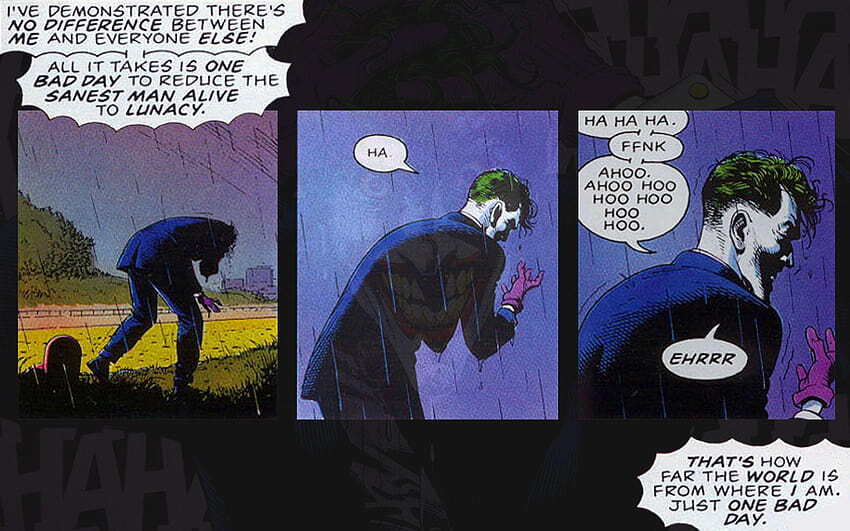 I'VE DEMONSTRATED THERE'S
NO DIFFERENCE BETWEEN
ME AND EVERYONE ELSE!
ALL IT TAKES IS ONE
BAD DAY TO REDUCE THE
SANEST MAN ALIVE
TO LUNACY.
HA.
HA HA HA.
FFNK
AHOO.
AHOO HOO
HOO HOO
HOO
HOO.
EHRRR
THAT'S HOW
FAR THE WORLD IS
FROM WHERE I AM.
JUST ONE BAD
DAY.